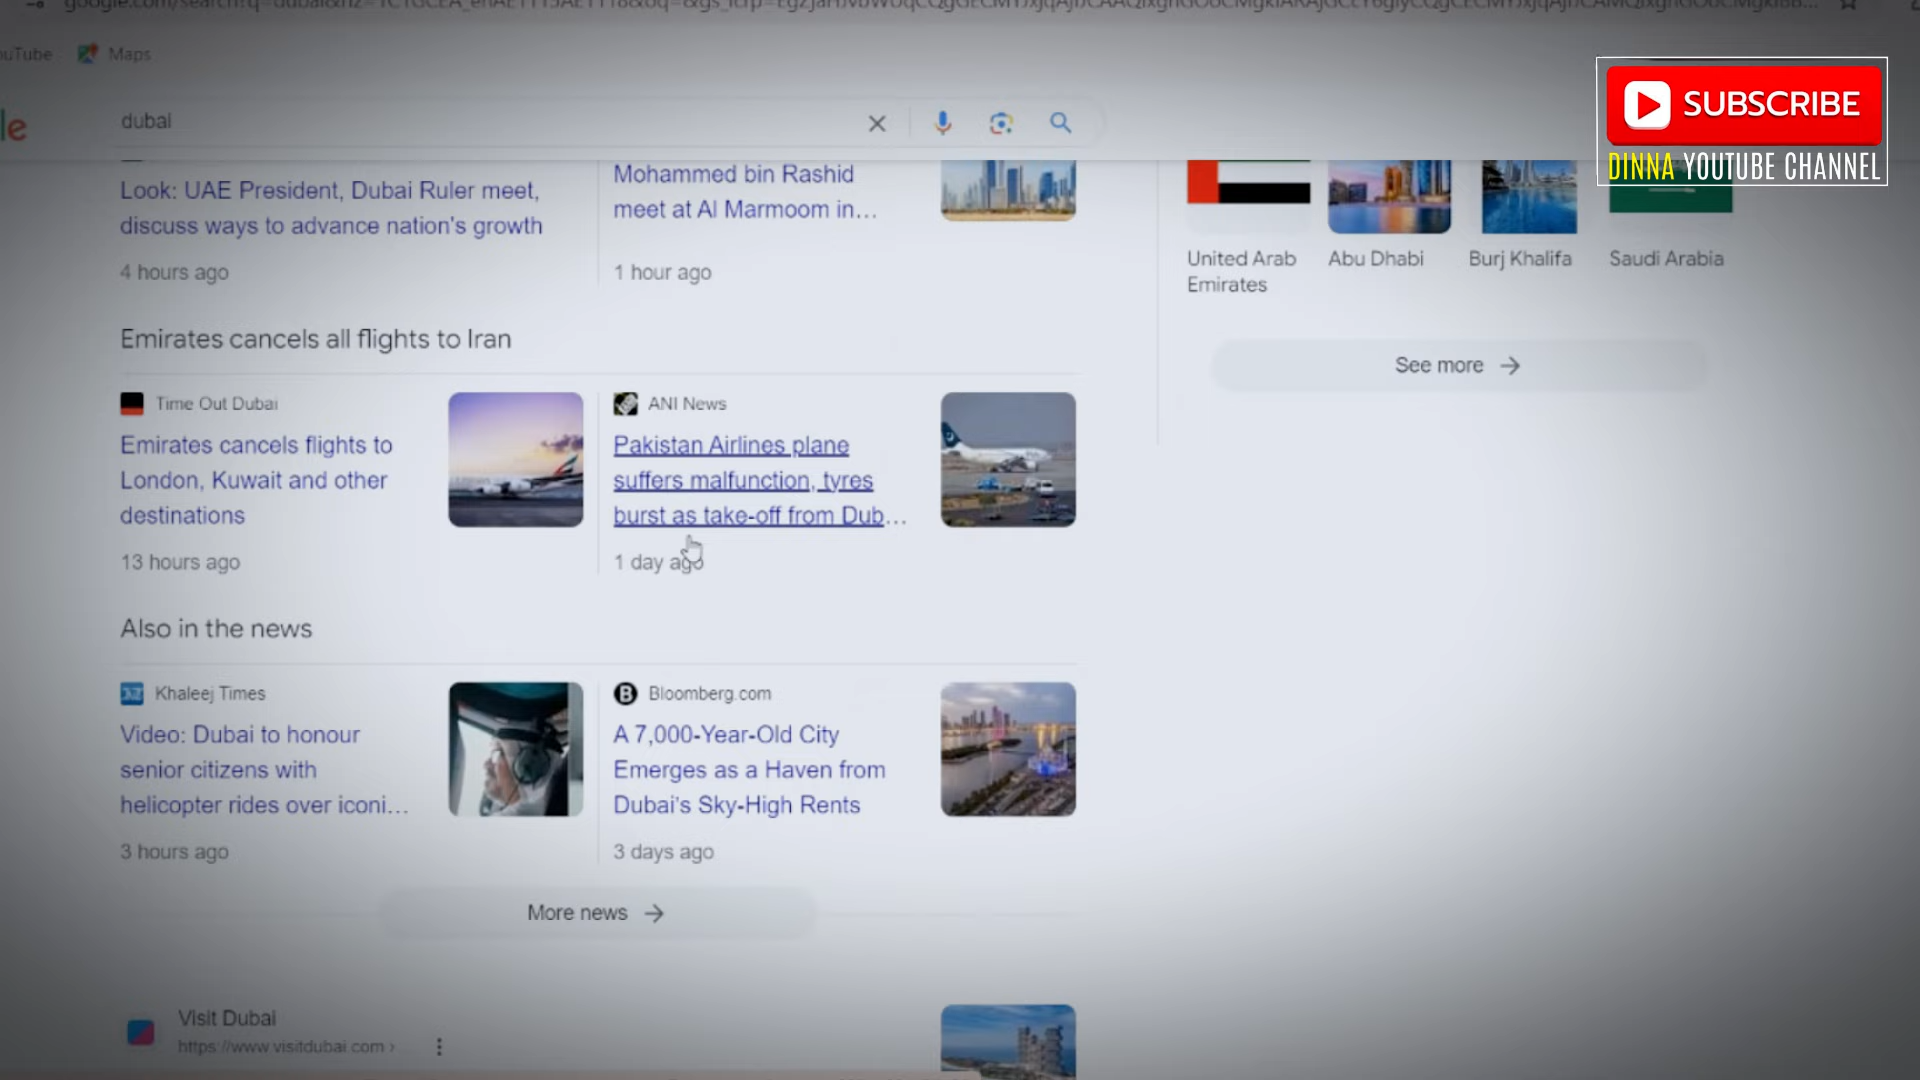 uTube
Maps
SUBSCRIBE
DINNA YOUTUBE CHANNEL
le
dubai
Look: UAE President, Dubai Ruler meet,
discuss ways to advance nation's growth
4 hours ago
Mohammed bin Rashid
meet at Al Marmoom in...
1 hour ago
United Arab
Emirates
Abu Dhabi
Burj Khalifa
Saudi Arabia
See more
Emirates cancels all flights to Iran
Time Out Dubai
Emirates cancels flights to
London, Kuwait and other
destinations
13 hours ago
ANI News
Pakistan Airlines plane
suffers malfunction, tyres
burst as take-off from Dub...
1 day ago
Also in the news
Khaleej Times
Video: Dubai to honour
senior citizens with
helicopter rides over iconi...
3 hours ago
Bloomberg.com
A 7,000-Year-Old City
Emerges as a Haven from
Dubai's Sky-High Rents
3 days ago
More news
Visit Dubai
https://www.visitdubai.com ›